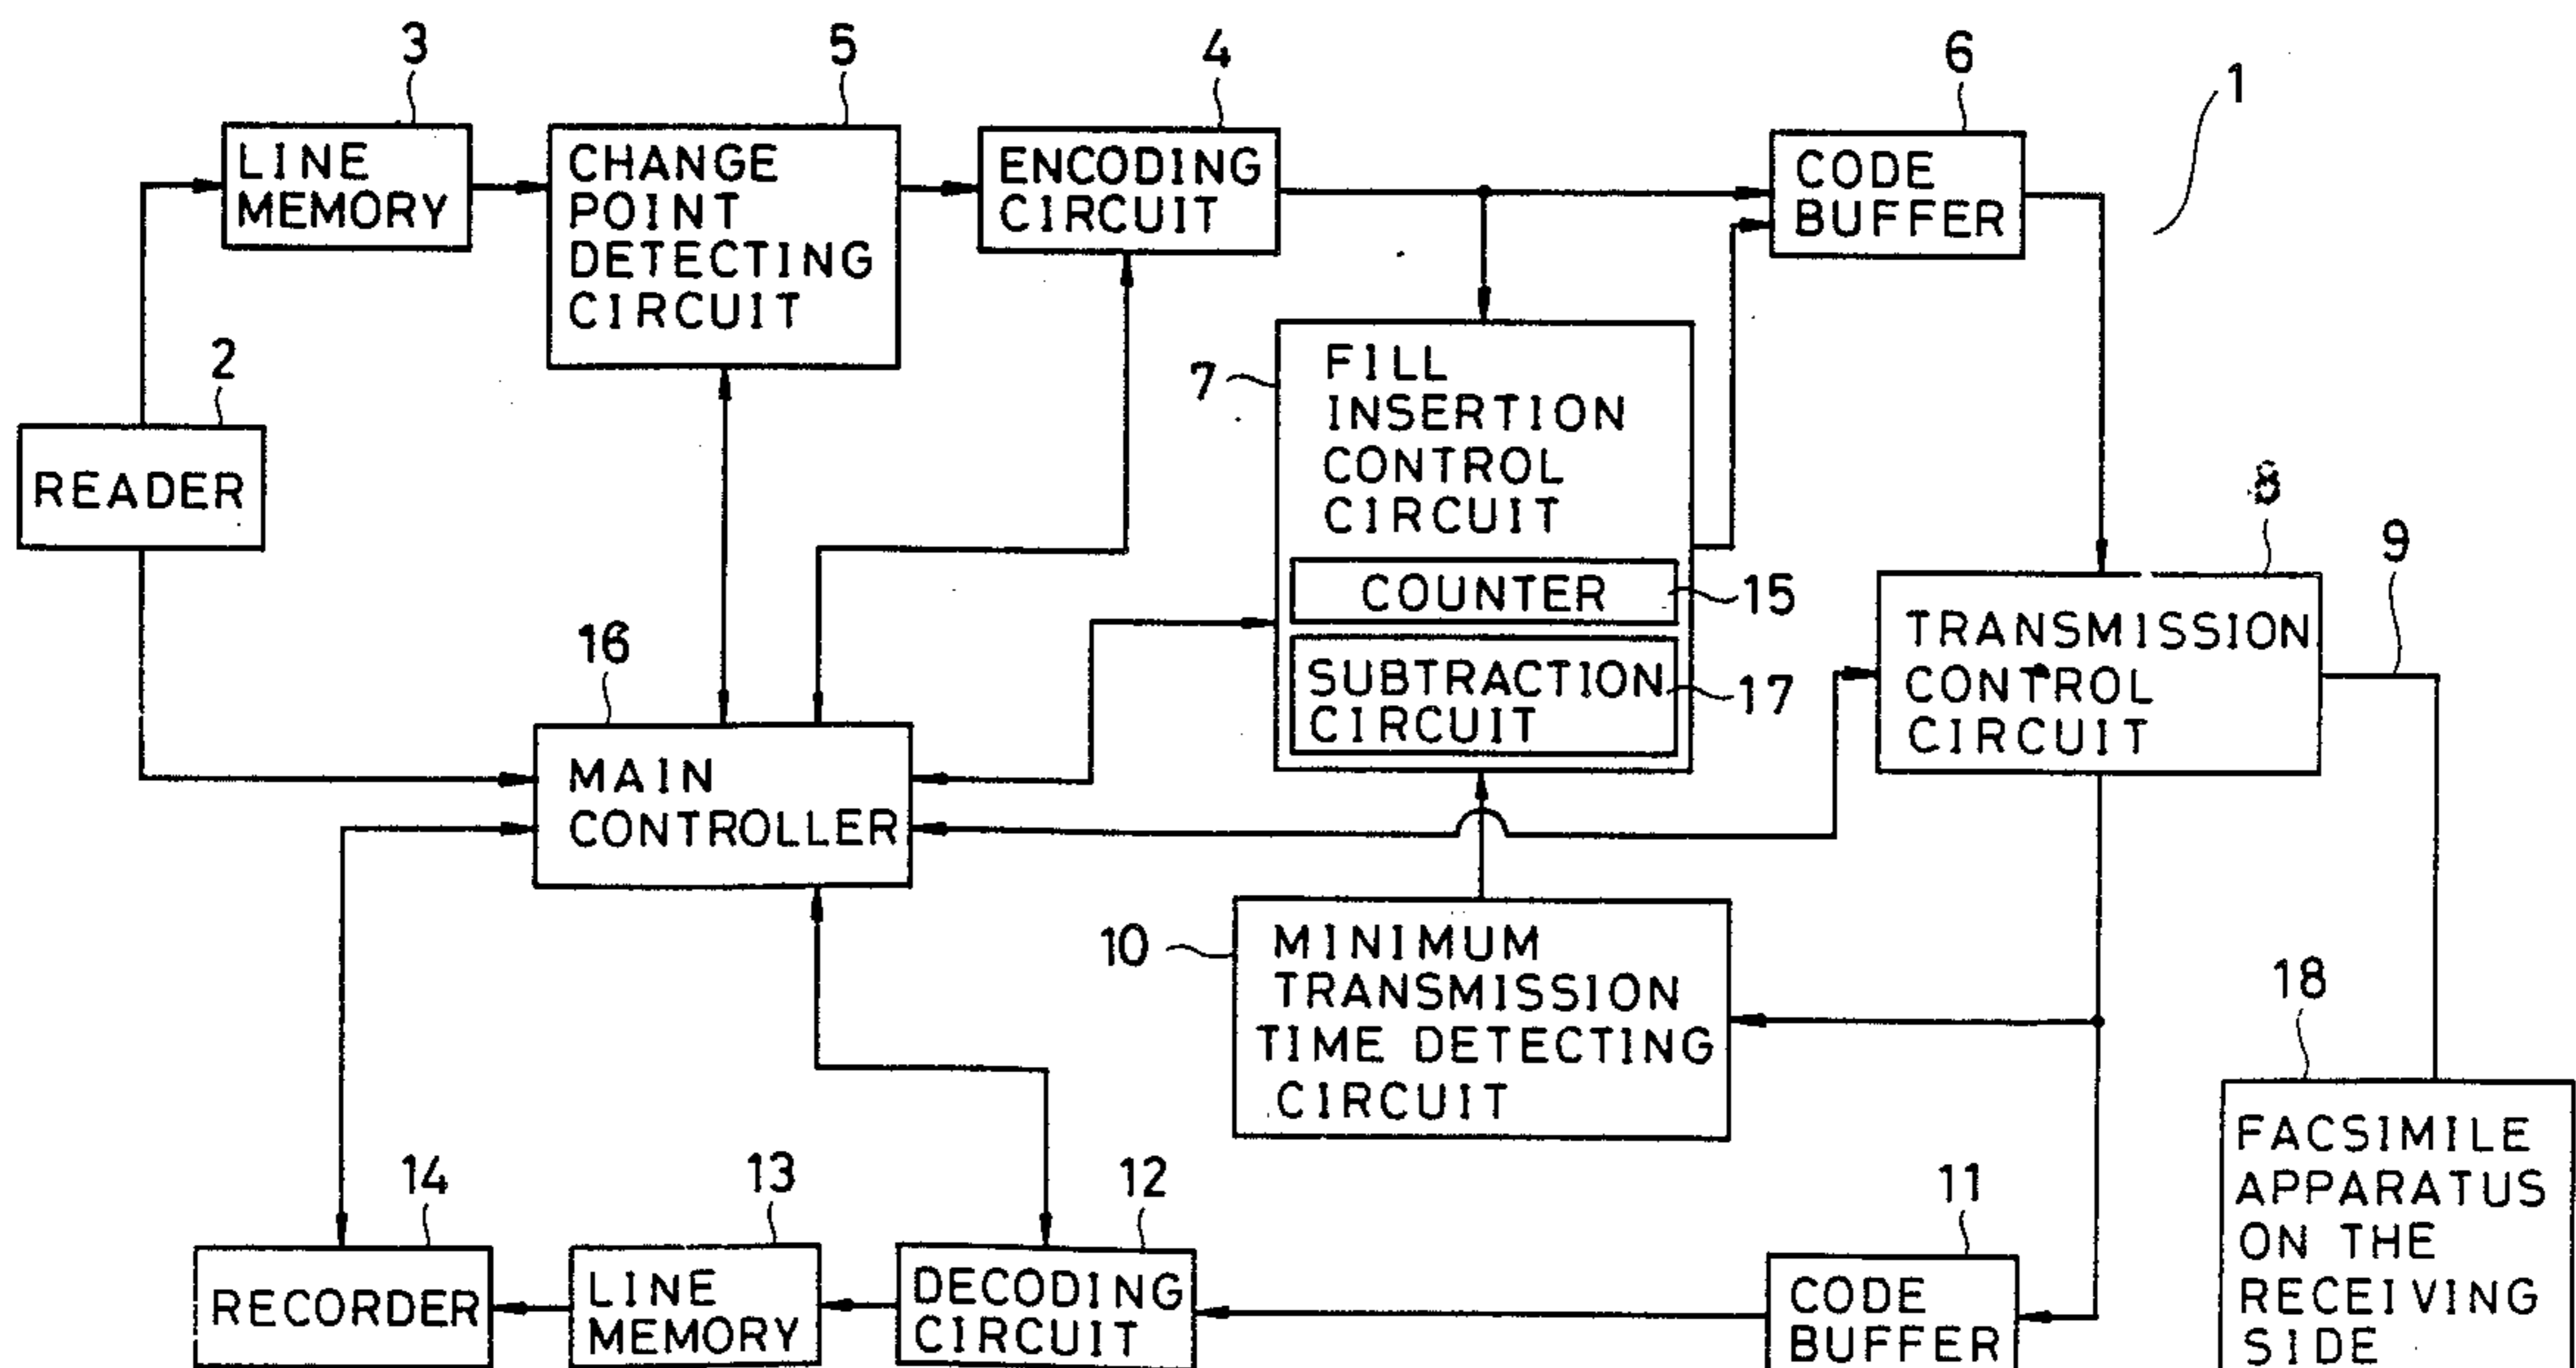 3
5
4
6
1
LINE
MEMORY
CHANGE
POINT
DETECTING
CIRCUIT
ENCODING
CIRCUIT
CODE
BUFFER
2
READER
7
FILL
INSERTION
CONTROL
CIRCUIT
COUNTER
15
SUBTRACTION
CIRCUIT
17
8
9
TRANSMISSION
CONTROL
CIRCUIT
16
MAIN
CONTROLLER
10
MINIMUM
TRANSMISSION
TIME DETECTING
CIRCUIT
18
FACSIMILE
APPARATUS
ON THE
RECEIVING
SIDE
14
RECORDER
13
LINE
MEMORY
12
DECODING
CIRCUIT
11
CODE
BUFFER